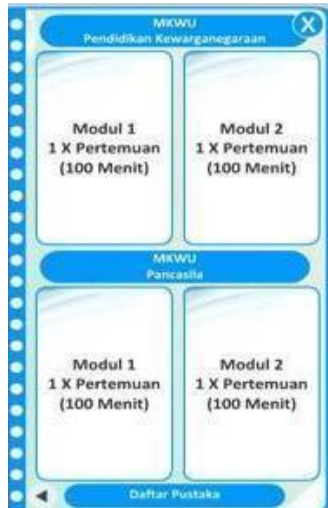 MKWU
Pendidikan Kewarganegaraan
X
Modul 1
1 X Pertemuan
(100 Menit)
Modul 2
1 X Pertemuan
(100 Menit)
MKWU
Pancasila
Modul 1
1 X Pertemuan
(100 Menit)
Modul 2
1 X Pertemuan
(100 Menit)
Daftar Pustaka